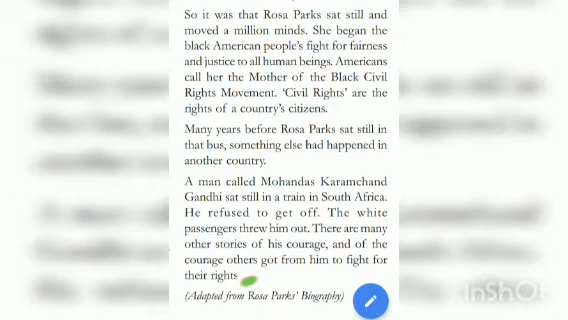 So it was that Rosa Parks sat still and
moved a million minds. She began the
black American people's fight for fairness
and justice to all human beings. Americans
call her the Mother of the Black Civil
Rights Movement. 'Civil Rights' are the
rights of a country's citizens.
Many years before Rosa Parks sat still in
that bus, something else had happened in
another country.
A man called Mohandas Karamchand
Gandhi sat still in a train in South Africa.
He refused to get off. The white
passengers threw him out. There are many
other stories of his courage, and of the
courage others got from him to fight for
their rights
(Adapted from Rosa Parks' Biography)
InShOt